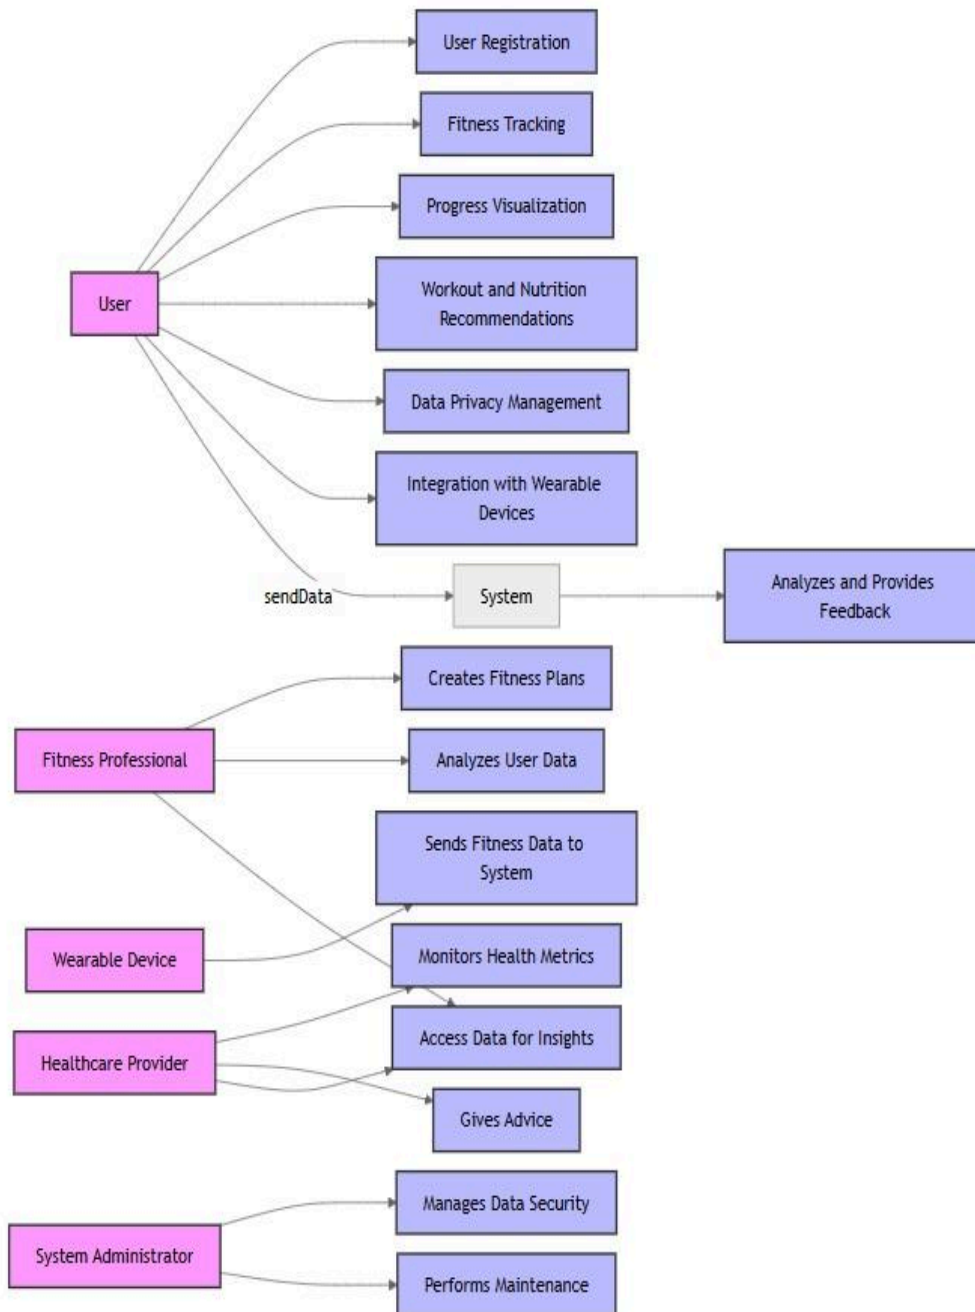 User Registration
Fitness Tracking
Progress Visualization
User
Workout and Nutrition
Recommendations
Data Privacy Management
Integration with Wearable
Devices
sendData
System
Analyzes and Provides
Feedback
Creates Fitness Plans
Fitness Professional
Analyzes User Data
Sends Fitness Data to
System
Wearable Device
Monitors Health Metrics
Healthcare Provider
Access Data for Insights
Gives Advice
Manages Data Security
System Administrator
Performs Maintenance